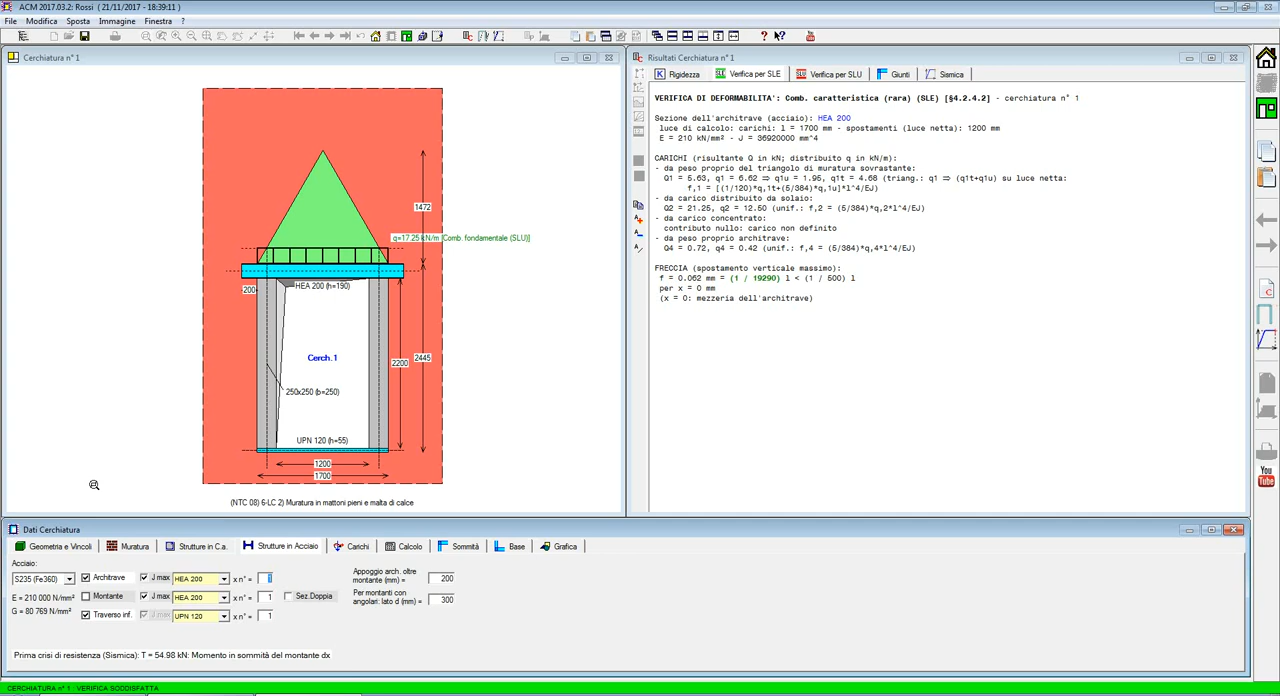 ACM 2017.03.2: Rossi ( 21/11/2017 - 18:39:11)
File Modifica Sposta Immagine Finestra ?
Cerchiatura n° 1
1472
q=17.25 kN/m [Comb. fondamentale (SLU)]
200
HEA 200 (h=190)
Cerch.1
2200
2445
250x250 (b=250)
UPN 120 (h=55)
1200
1700
(NTC 08) 6-LC 2) Muratura in mattoni pieni e malta di calce
Risultati Cerchiatura n° 1
K Rigidezza SLE Verifica per SLE SLU Verifica per SLU Giunti Sismica
VERIFICA DI DEFORMABILITA': Comb. caratteristica (rara) (SLE) [§4.2.4.2] - cerchiatura n° 1
Sezione dell'architrave (acciaio): HEA 200
luce di calcolo: carichi: l = 1700 mm - spostamenti (luce netta): 1200 mm
E = 210 kN/mm² - J = 36920000 mm^4
CARICHI (risultante Q in kN; distribuito q in kN/m):
- da peso proprio del triangolo di muratura sovrastante:
Q1 = 5.63, q1 = 6.62 ⇒ q1u = 1.95, q1t = 4.68 (triang.: q1 ⇒ (q1t+q1u) su luce netta:
f,1 = [(1/120)*q,1t+(5/384)*q,1u]*l^4/EJ)
- da carico distribuito da solaio:
Q2 = 21.25, q2 = 12.50 (unif.: f,2 = (5/384)*q,2*l^4/EJ)
- da carico concentrato:
contributo nullo: carico non definito
- da peso proprio architrave:
Q4 = 0.72, q4 = 0.42 (unif.: f,4 = (5/384)*q,4*l^4/EJ)
FRECCIA (spostamento verticale massimo):
f = 0.062 mm = (1 / 19290) l < (1 / 500) l
per x = 0 mm
(x = 0: mezzeria dell'architrave)
You
Tube
Dati Cerchiatura
Geometria e Vincoli Muratura Strutture in C.a. Strutture in Acciaio Carichi Calcolo Sommità Base Grafica
Acciaio:
S235 (Fe360) Architrave J max HEA 200 x n° = 1
E = 210 000 N/mm² Montante J max HEA 200 x n° = 1 Sez.Doppia
G = 80 769 N/mm² Traverso inf. J max UPN 120 x n° = 1
Appoggio arch. oltre
montante (mm) = 200
Per montanti con
angolari: lato d (mm) = 300
Prima crisi di resistenza (Sismica): T = 54.98 kN: Momento in sommità del montante dx
CERCHIATURA n° 1 VERIFICA SODDISFATTA